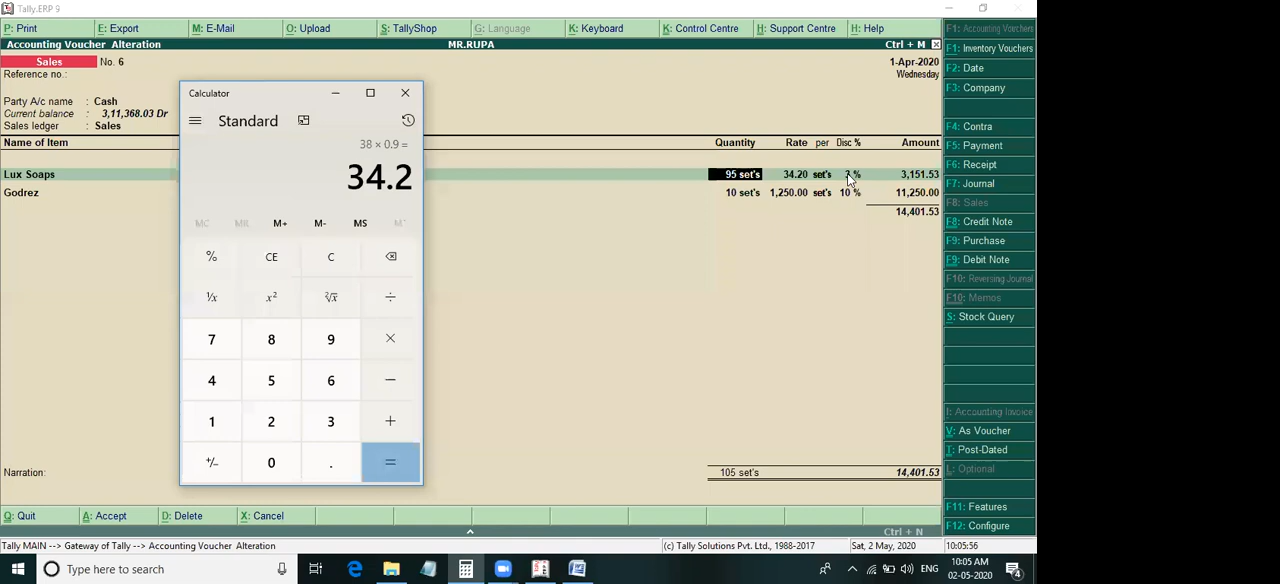 Tally.ERP 9
P: Print E: Export M: E-Mail O: Upload S: TallyShop G: Language K: Keyboard K: Control Centre H: Support Centre H: Help
Accounting Voucher Alteration MR.RUPA Ctrl + M
Sales No. 6 1-Apr-2020
Reference no.: Wednesday
Party A/c name : Cash
Current balance : 3,11,368.03 Dr
Sales ledger : Sales
Name of Item Quantity Rate per Disc % Amount
Lux Soaps 95 set's 34.20 set's % 3,151.53
Godrez 10 set's 1,250.00 set's 10 % 11,250.00
14,401.53
Narration: 105 set's 14,401.53
Q: Quit A: Accept D: Delete X: Cancel
Ctrl + N
Tally MAIN --> Gateway of Tally --> Accounting Voucher Alteration (c) Tally Solutions Pvt. Ltd., 1988-2017 Sat, 2 May, 2020 10:05:56
Calculator
Standard
38 × 0.9 =
34.2
MC MR M+ M- MS M
% CE C
¹/x x² ²√x ÷
7 8 9 ×
4 5 6 −
1 2 3 +
+/− 0 . =
F1: Accounting Vouchers
F1: Inventory Vouchers
F2: Date
F3: Company
F4: Contra
F5: Payment
F6: Receipt
F7: Journal
F8: Sales
F8: Credit Note
F9: Purchase
F9: Debit Note
F10: Reversing Journal
F10: Memos
S: Stock Query
I: Accounting Invoice
V: As Voucher
T: Post-Dated
L: Optional
F11: Features
F12: Configure
Type here to search
ENG
10:05 AM
02-05-2020
4